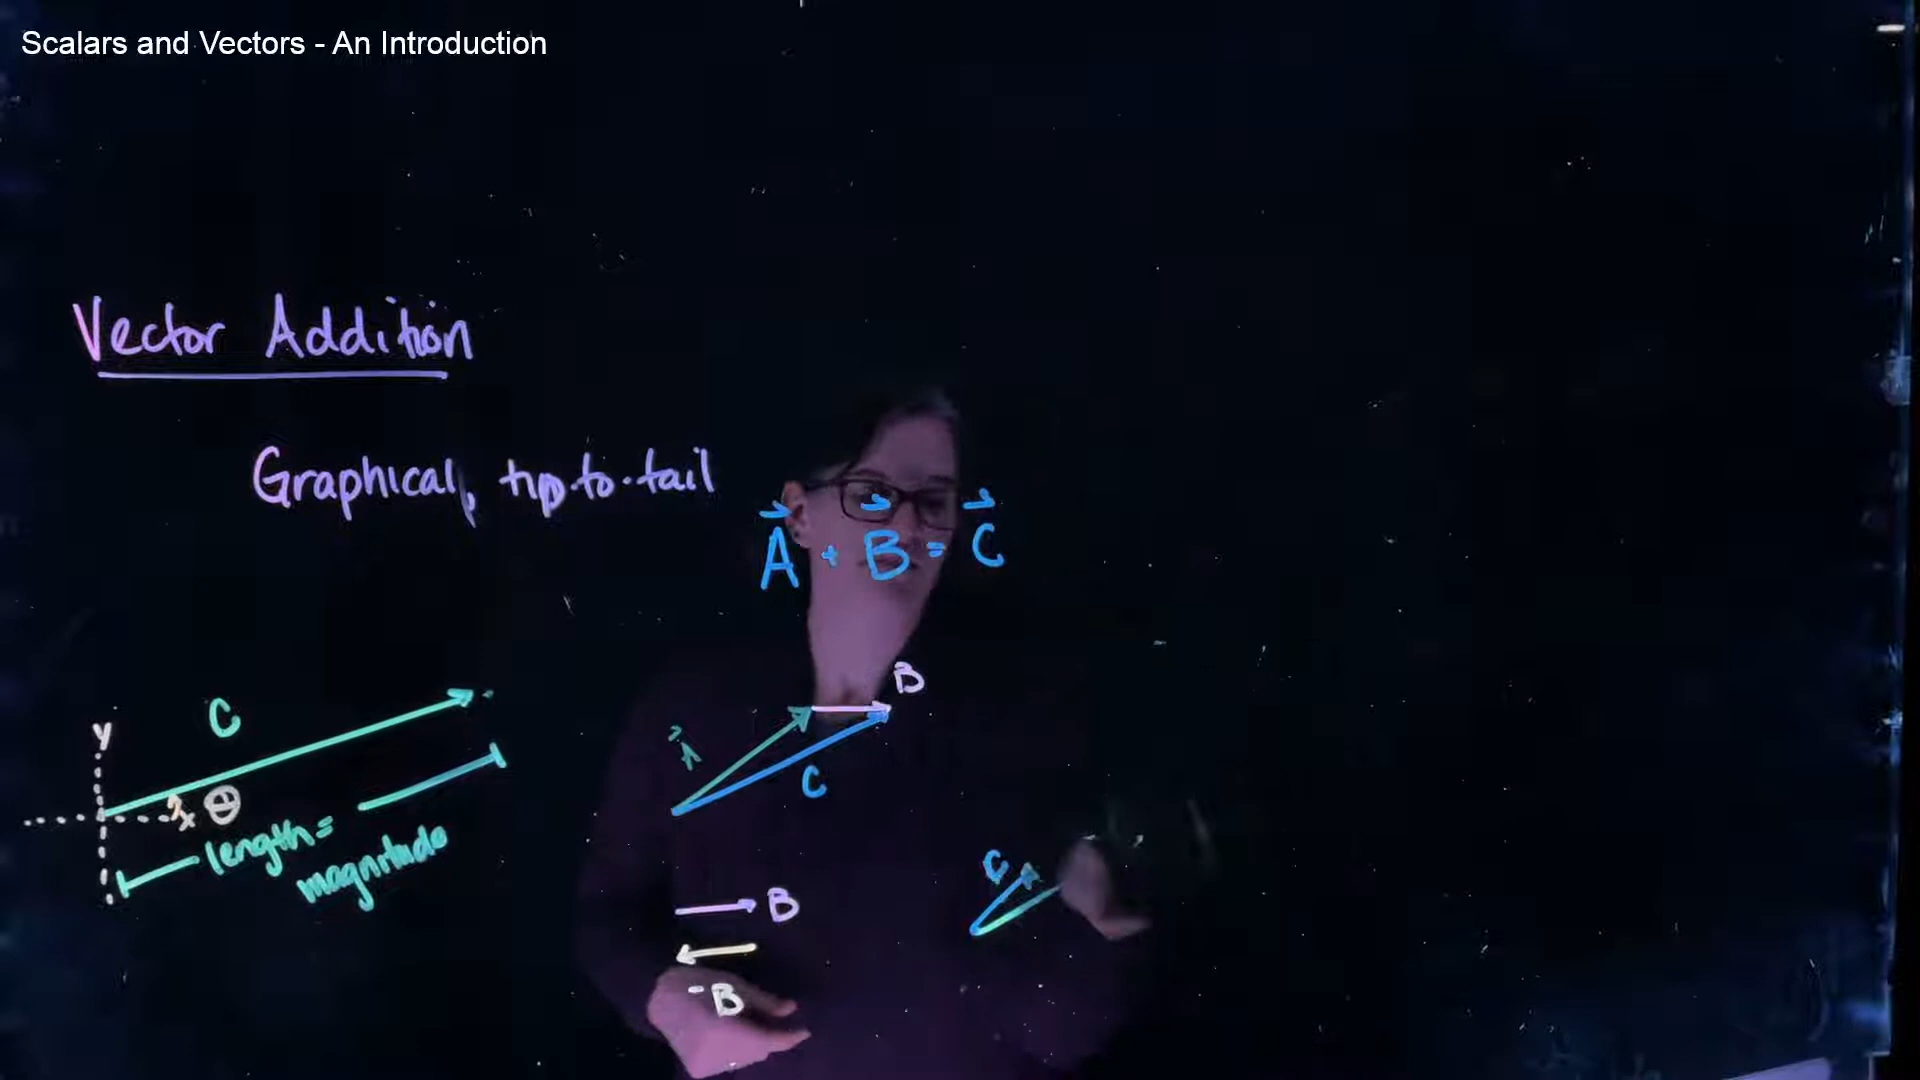 Scalars and Vectors - An Introduction
Vector Addition
Graphical, tip-to-tail
A + B = C
B
C
y
A
C
x θ
length =
magnitude
C
B
-B